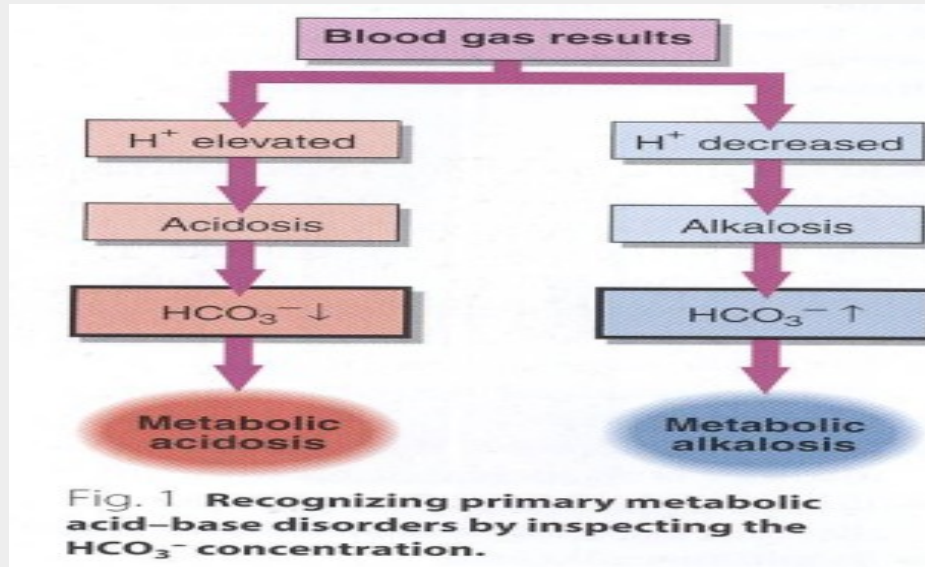 Blood gas results
H⁺ elevated
H⁺ decreased
Acidosis
Alkalosis
HCO₃⁻ ↓
HCO₃⁻ ↑
Metabolic
acidosis
Metabolic
alkalosis
Fig. 1 Recognizing primary metabolic
acid–base disorders by inspecting the
HCO₃⁻ concentration.